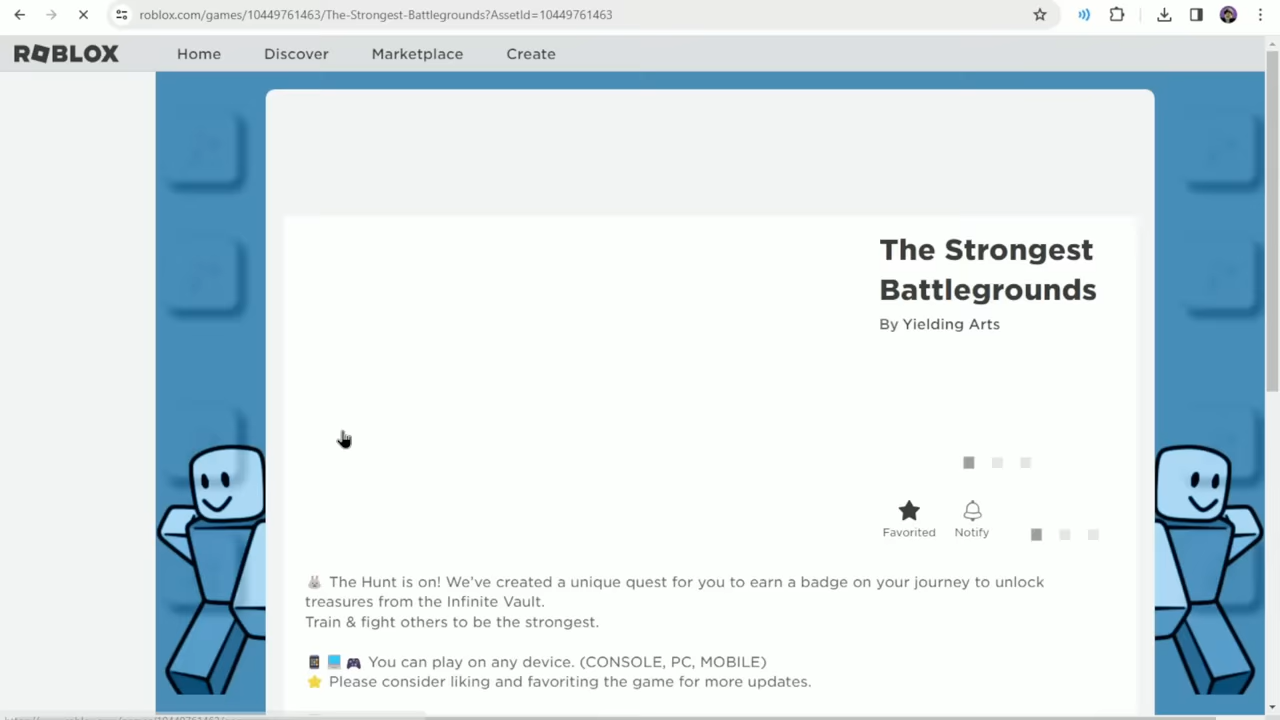 roblox.com/games/10449761463/The-Strongest-Battlegrounds?AssetId=10449761463
ROBLOX Home Discover Marketplace Create
The Strongest
Battlegrounds
By Yielding Arts
Favorited Notify
🐰 The Hunt is on! We've created a unique quest for you to earn a badge on your journey to unlock
treasures from the Infinite Vault.
Train & fight others to be the strongest.
📱 💻 🎮 You can play on any device. (CONSOLE, PC, MOBILE)
⭐ Please consider liking and favoriting the game for more updates.